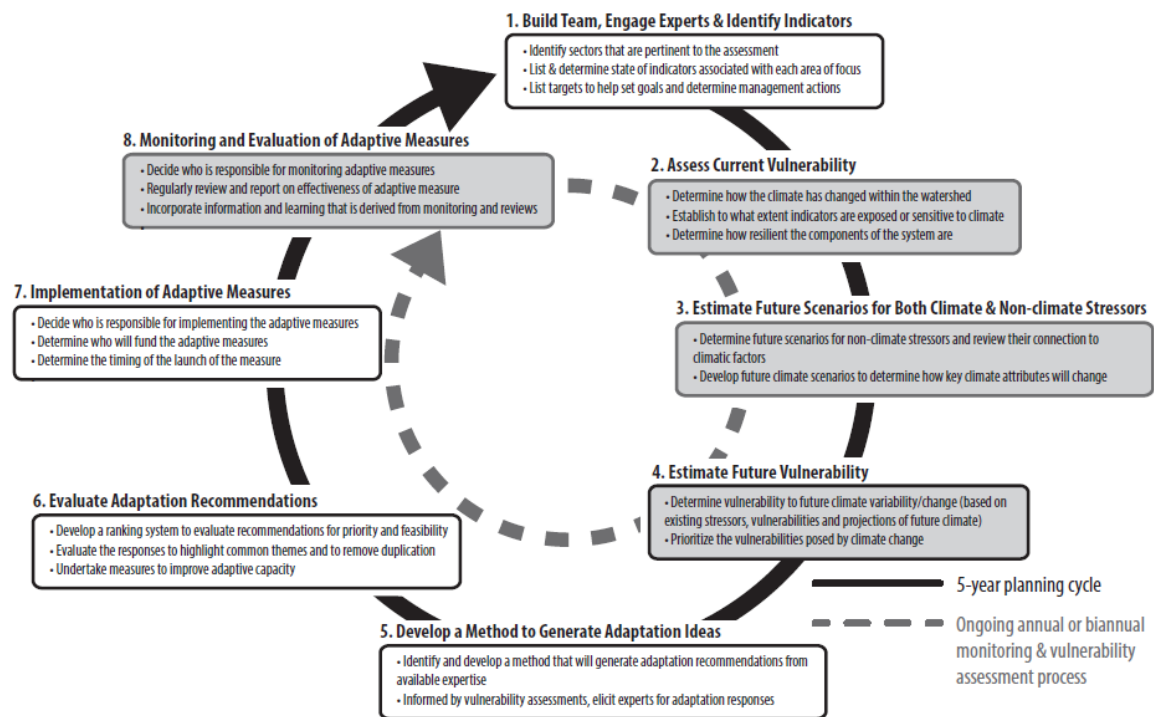 1. Build Team, Engage Experts & Identify Indicators
• Identify sectors that are pertinent to the assessment
• List & determine state of indicators associated with each area of focus
• List targets to help set goals and determine management actions
2. Assess Current Vulnerability
• Determine how the climate has changed within the watershed
• Establish to what extent indicators are exposed or sensitive to climate
• Determine how resilient the components of the system are
3. Estimate Future Scenarios for Both Climate & Non-climate Stressors
• Determine future scenarios for non-climate stressors and review their connection to
climatic factors
• Develop future climate scenarios to determine how key climate attributes will change
4. Estimate Future Vulnerability
• Determine vulnerability to future climate variability/change (based on
existing stressors, vulnerabilities and projections of future climate)
• Prioritize the vulnerabilities posed by climate change
5. Develop a Method to Generate Adaptation Ideas
• Identify and develop a method that will generate adaptation recommendations from
available expertise
• Informed by vulnerability assessments, elicit experts for adaptation responses
6. Evaluate Adaptation Recommendations
• Develop a ranking system to evaluate recommendations for priority and feasibility
• Evaluate the responses to highlight common themes and to remove duplication
• Undertake measures to improve adaptive capacity
7. Implementation of Adaptive Measures
• Decide who is responsible for implementing the adaptive measures
• Determine who will fund the adaptive measures
• Determine the timing of the launch of the measure
•
8. Monitoring and Evaluation of Adaptive Measures
• Decide who is responsible for monitoring adaptive measures
• Regularly review and report on effectiveness of adaptive measure
• Incorporate information and learning that is derived from monitoring and reviews
•
5-year planning cycle
Ongoing annual or biannual
monitoring & vulnerability
assessment process